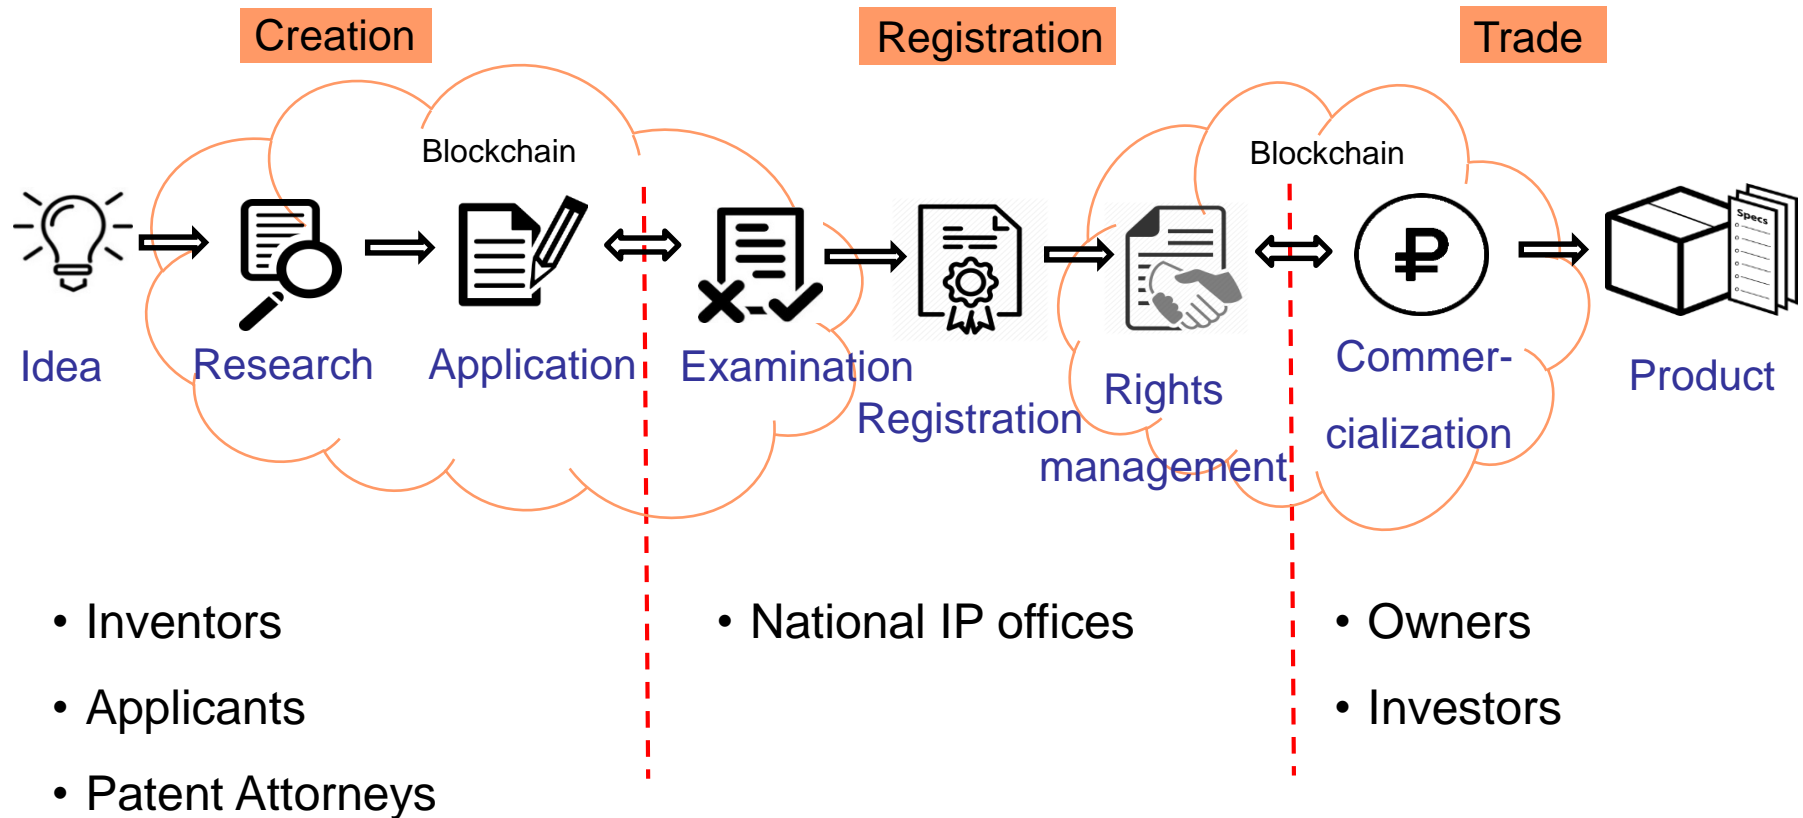 Creation
Registration
Trade
Blockchain
Blockchain
Specs
Idea
Research
Application
Examination
Registration
Rights
management
Commer-
cialization
Product
• Inventors
• Applicants
• Patent Attorneys
• National IP offices
• Owners
• Investors